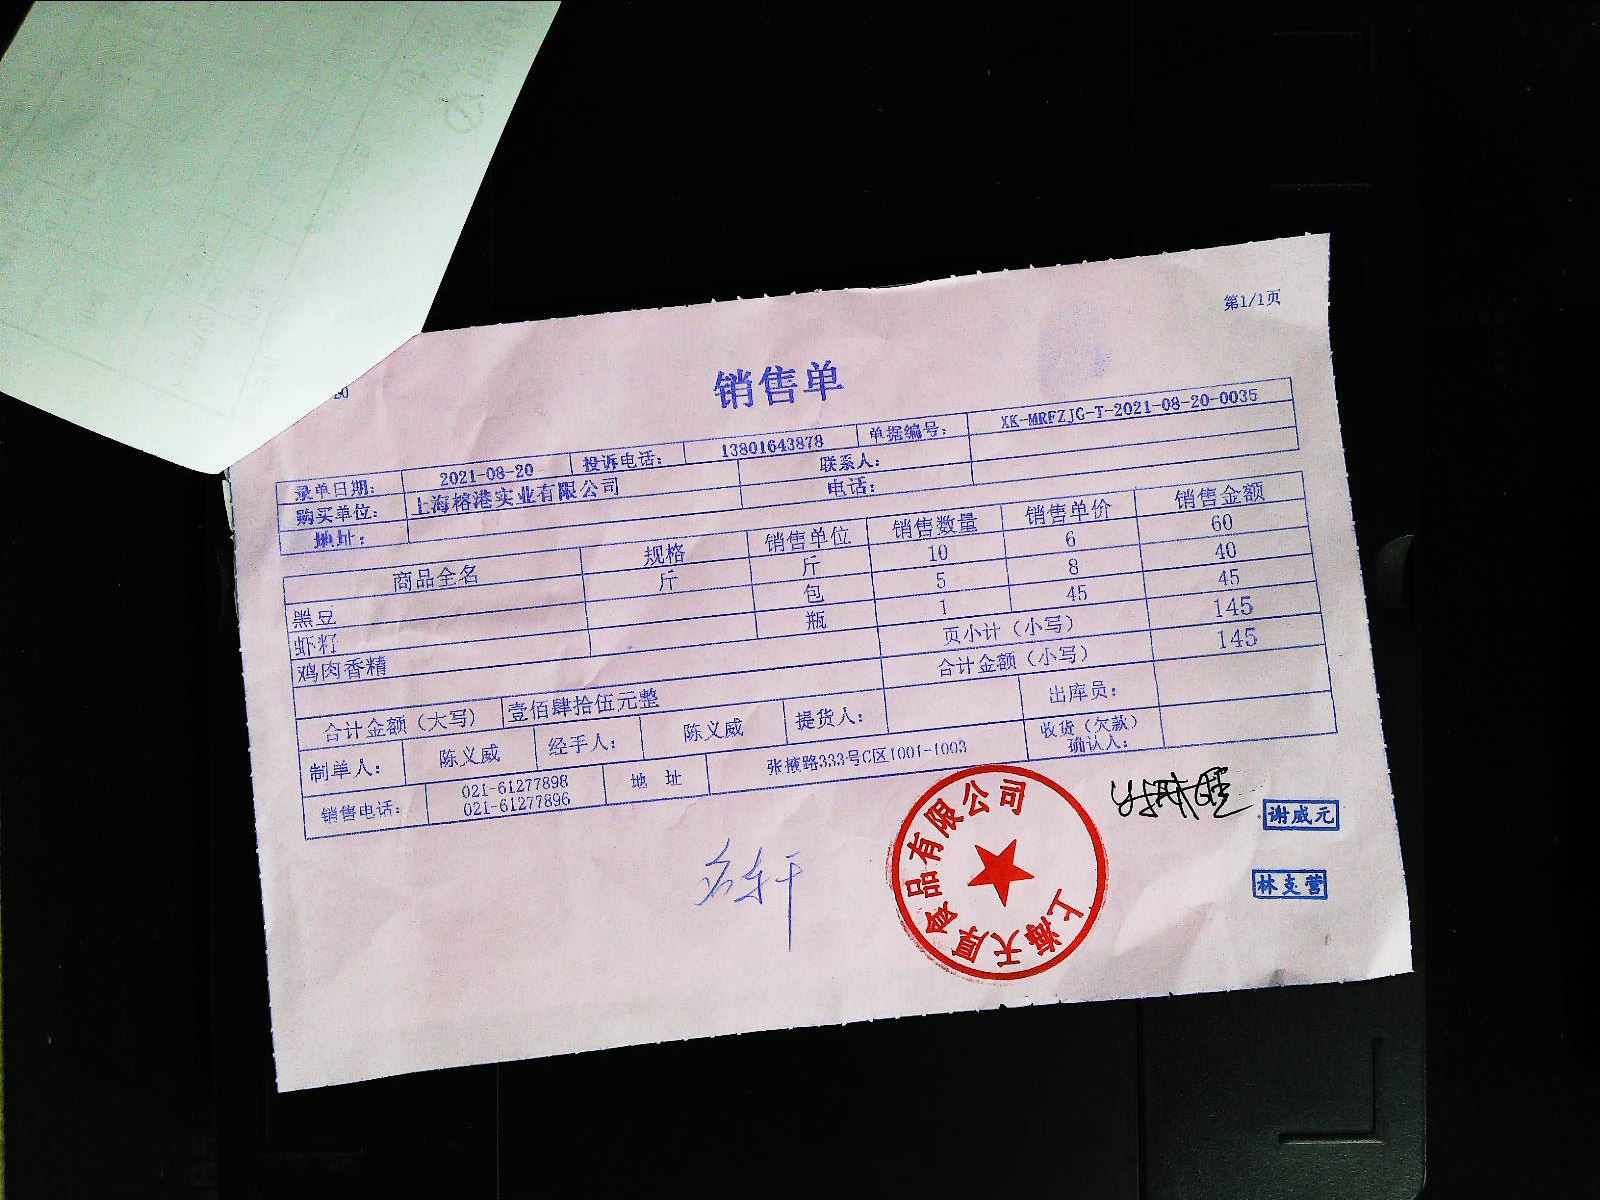 第1/1页
销售单
录单日期： 2021-08-20 投诉电话： 13801643878 单据编号： XK-MRFZJG-T-2021-08-20-0035
购买单位： 上海榕港实业有限公司 联系人：
地址： 电话：
商品全名 规格 销售单位 销售数量 销售单价 销售金额
黑豆 斤 斤 10 6 60
虾籽 包 5 8 40
鸡肉香精 瓶 1 45 45
页小计（小写） 145
合计金额（大写） 壹佰肆拾伍元整 合计金额（小写） 145
制单人： 陈义威 经手人： 陈义威 提货人： 出库员：
销售电话： 021-61277898 地 址 张掖路333号C区1001-1003 收货（欠款）
021-61277896 确认人：
上海天厚食品有限公司
谢威元
林支营